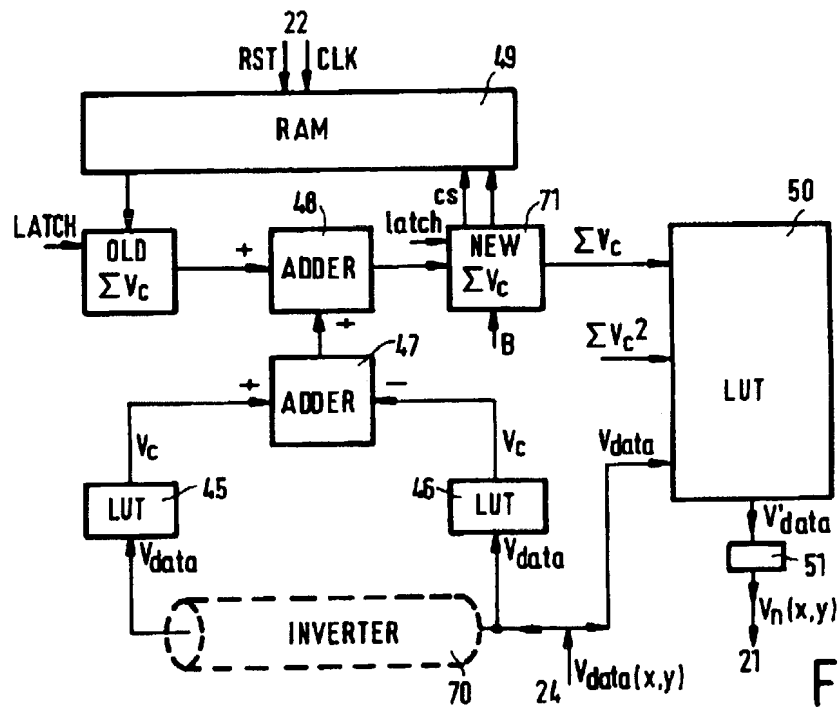 22
RST CLK
49
RAM
LATCH
OLD
ΣVc
+
48
ADDER
cs
latch
71
NEW
ΣVc
ΣVc
50
+
B
ΣVc2
47
+
ADDER
−
LUT
Vc
Vc
Vdata
LUT
45
46
LUT
Vdata
Vdata
V'data
51
INVERTER
70
24
Vdata(x,y)
Vn(x,y)
21
F